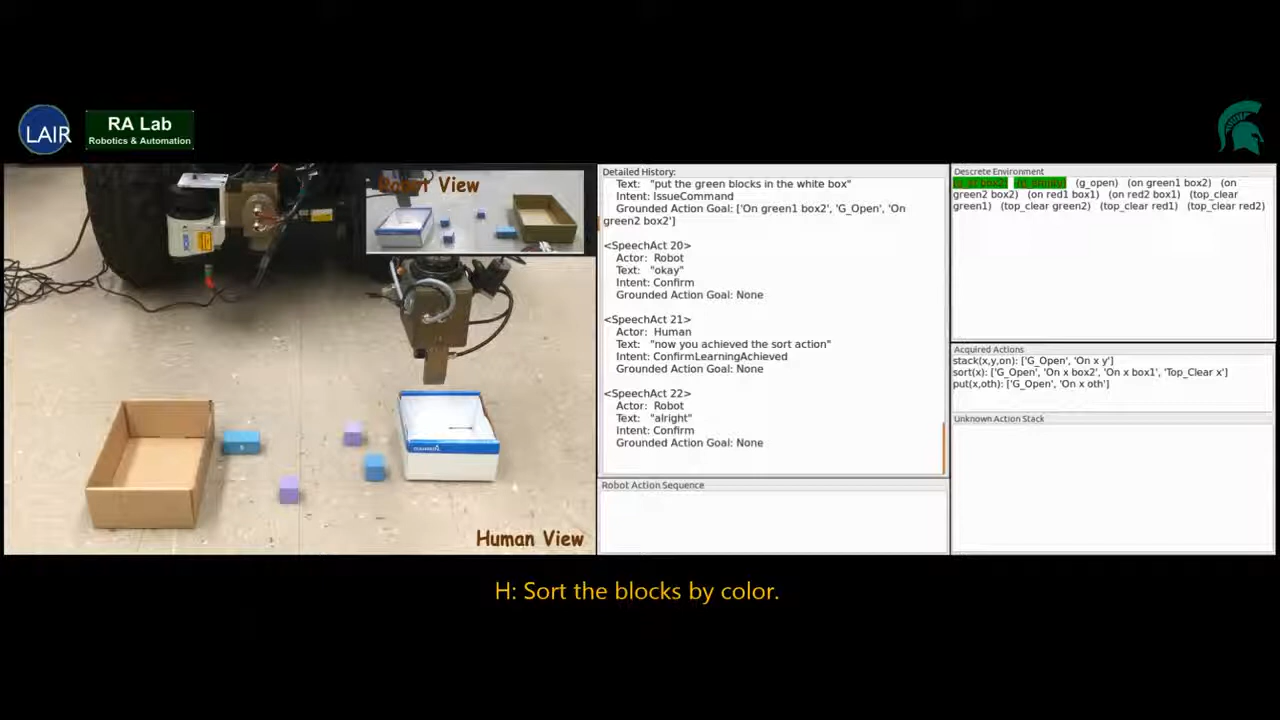 LAIR
RA Lab
Robotics & Automation
Robot View
Human View
Detailed History:
Text: "put the green blocks in the white box"
Intent: IssueCommand
Grounded Action Goal: ['On green1 box2', 'G_Open', 'On
green2 box2']
<SpeechAct 20>
Actor: Robot
Text: "okay"
Intent: Confirm
Grounded Action Goal: None
<SpeechAct 21>
Actor: Human
Text: "now you achieved the sort action"
Intent: ConfirmLearningAchieved
Grounded Action Goal: None
<SpeechAct 22>
Actor: Robot
Text: "alright"
Intent: Confirm
Grounded Action Goal: None
Robot Action Sequence
Descrete Environment
(g_open) (on green1 box2) (on
green2 box2) (on red1 box1) (on red2 box1) (top_clear
green1) (top_clear green2) (top_clear red1) (top_clear red2)
Acquired Actions
stack(x,y,on): ['G_Open', 'On x y']
sort(x): ['G_Open', 'On x box2', 'On x box1', 'Top_Clear x']
put(x,oth): ['G_Open', 'On x oth']
Unknown Action Stack
H: Sort the blocks by color.